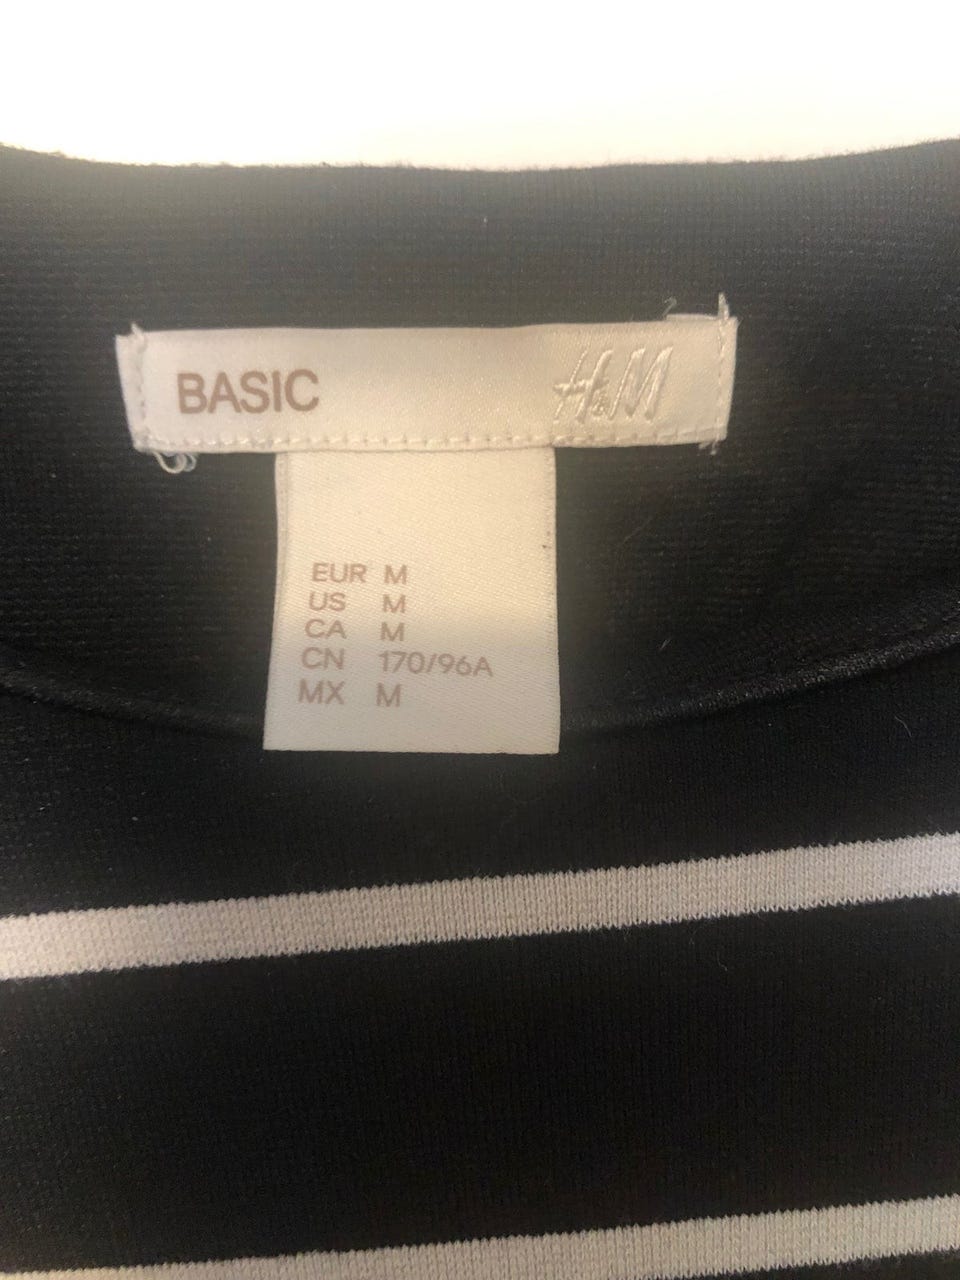 BASIC H&M
EUR M
US M
CA M
CN 170/96A
MX M